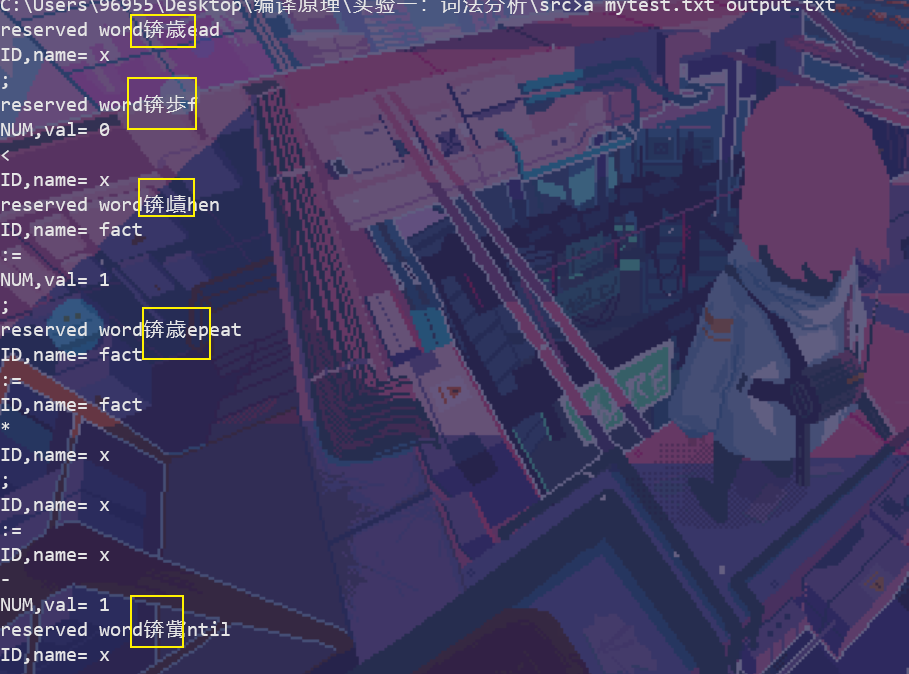 C:\Users\96955\Desktop\编译原理\实验一：词法分析\src>a mytest.txt output.txt
reserved word锛歳ead
ID,name= x
;
reserved word锛歩f
NUM,val= 0
<
ID,name= x
reserved word锛歵hen
ID,name= fact
:=
NUM,val= 1
;
reserved word锛歳epeat
ID,name= fact
:=
ID,name= fact
*
ID,name= x
;
ID,name= x
:=
ID,name= x
-
NUM,val= 1
reserved word锛歶ntil
ID,name= x